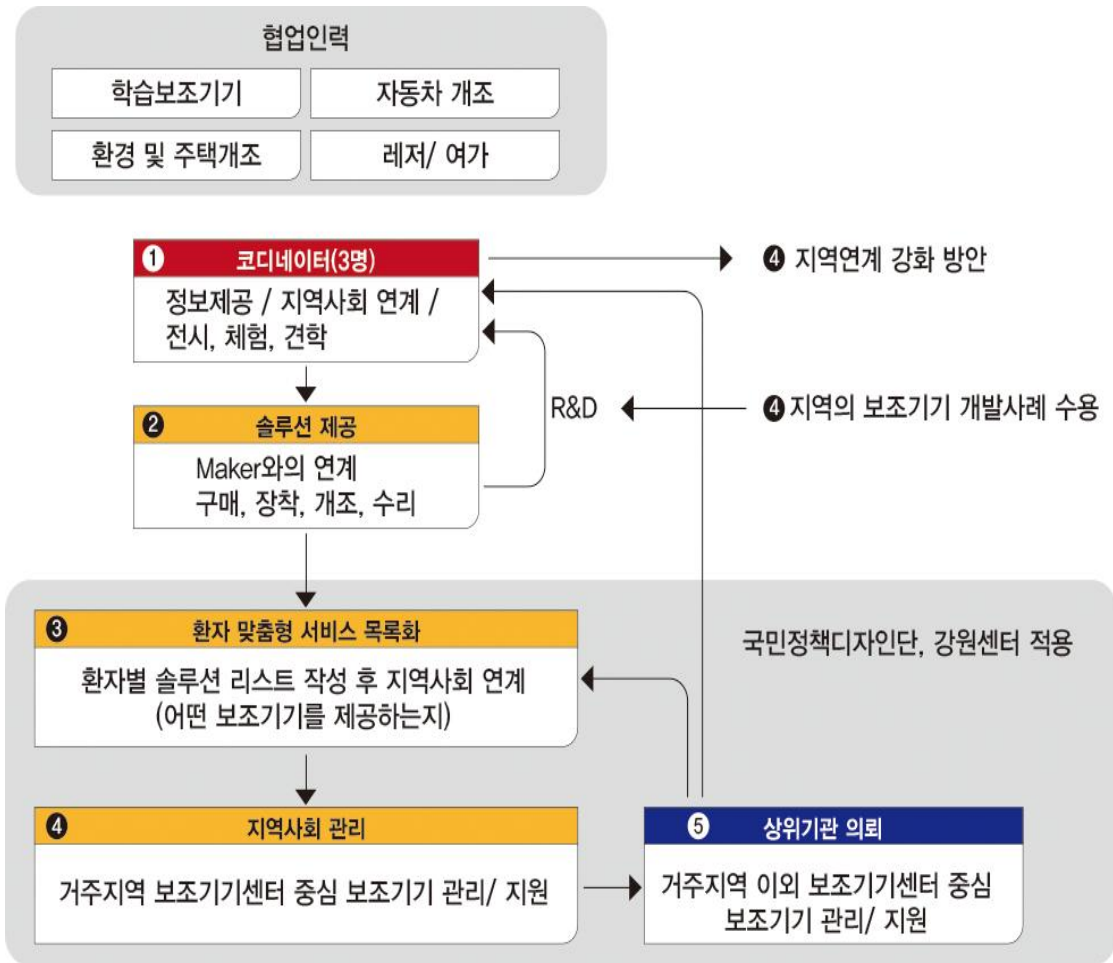 협업인력
학습보조기기
자동차 개조
환경 및 주택개조
레저/ 여가
① 코디네이터(3명)
정보제공 / 지역사회 연계 /
전시, 체험, 견학
❹ 지역연계 강화 방안
R&D
❹ 지역의 보조기기 개발사례 수용
❷ 솔루션 제공
Maker와의 연계
구매, 장착, 개조, 수리
국민정책디자인단, 강원센터 적용
❸ 환자 맞춤형 서비스 목록화
환자별 솔루션 리스트 작성 후 지역사회 연계
(어떤 보조기기를 제공하는지)
❹ 지역사회 관리
거주지역 보조기기센터 중심 보조기기 관리/ 지원
⑤ 상위기관 의뢰
거주지역 이외 보조기기센터 중심
보조기기 관리/ 지원